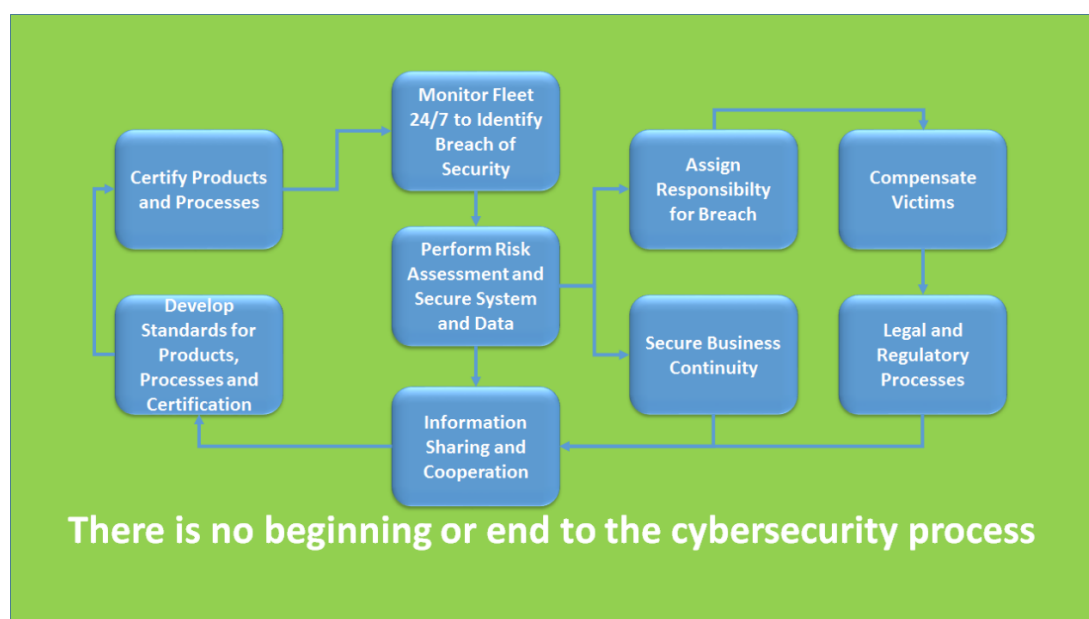 Monitor Fleet
24/7 to Identify
Breach of
Security
Certify Products
and Processes
Assign
Responsibilty
for Breach
Compensate
Victims
Perform Risk
Assessment and
Secure System
and Data
Develop
Standards for
Products,
Processes and
Certification
Secure Business
Continuity
Legal and
Regulatory
Processes
Information
Sharing and
Cooperation
There is no beginning or end to the cybersecurity process